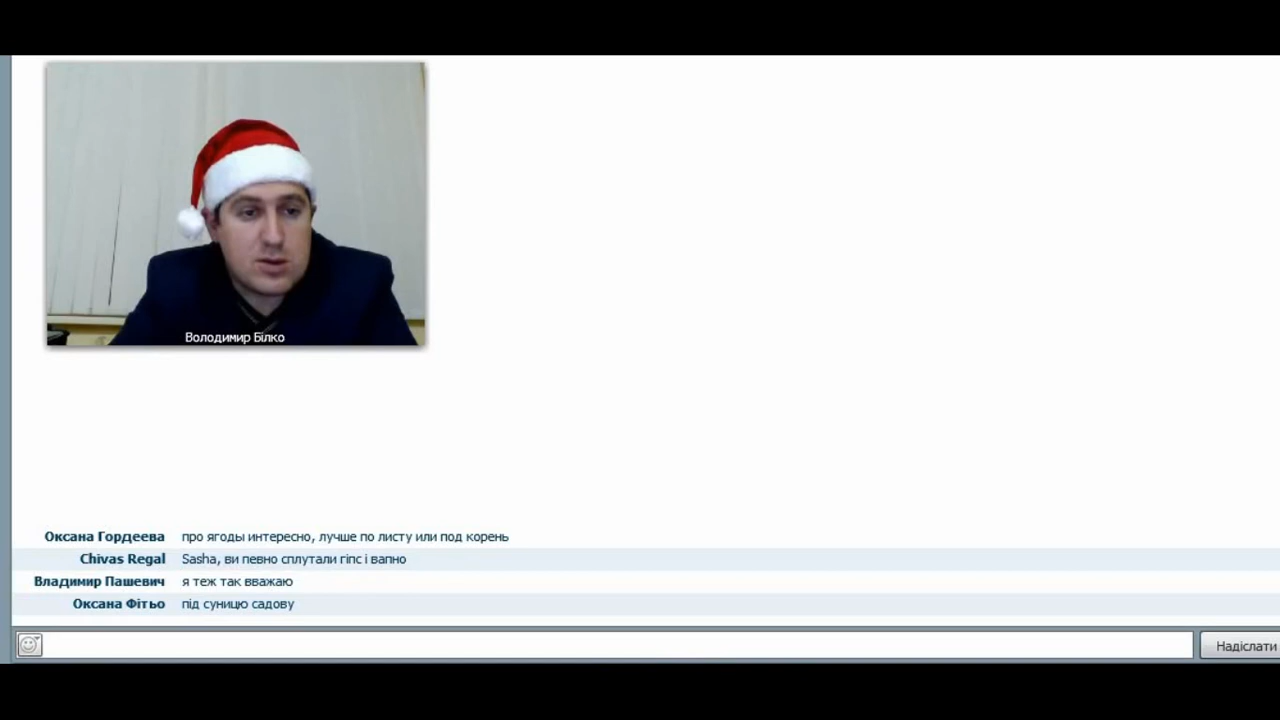 Володимир Білко
Оксана Гордеева про ягоды интересно, лучше по листу или под корень
Chivas Regal Sasha, ви певно сплутали гіпс і вапно
Владимир Пашевич я теж так вважаю
Оксана Фітьо під суницю садову
Надіслати